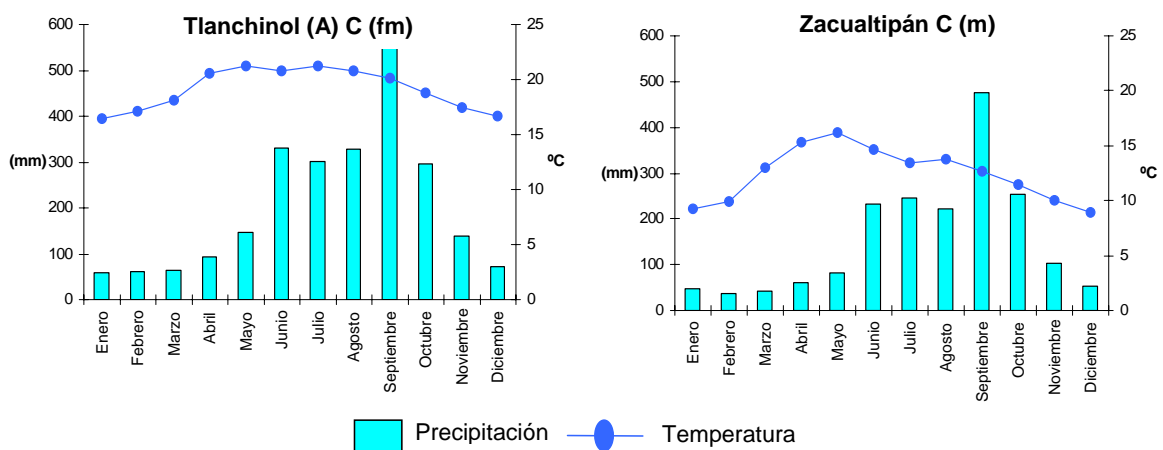 Tlanchinol (A) C (fm)
600
500
400
300
200
100
0
(mm)
25
20
15
10
5
0
ºC
Enero
Febrero
Marzo
Abril
Mayo
Junio
Julio
Agosto
Septiembre
Octubre
Noviembre
Diciembre
Zacualtipán C (m)
600
500
400
300
200
100
0
(mm)
25
20
15
10
5
0
ºC
Enero
Febrero
Marzo
Abril
Mayo
Junio
Julio
Agosto
Septiembre
Octubre
Noviembre
Diciembre
Precipitación
Temperatura